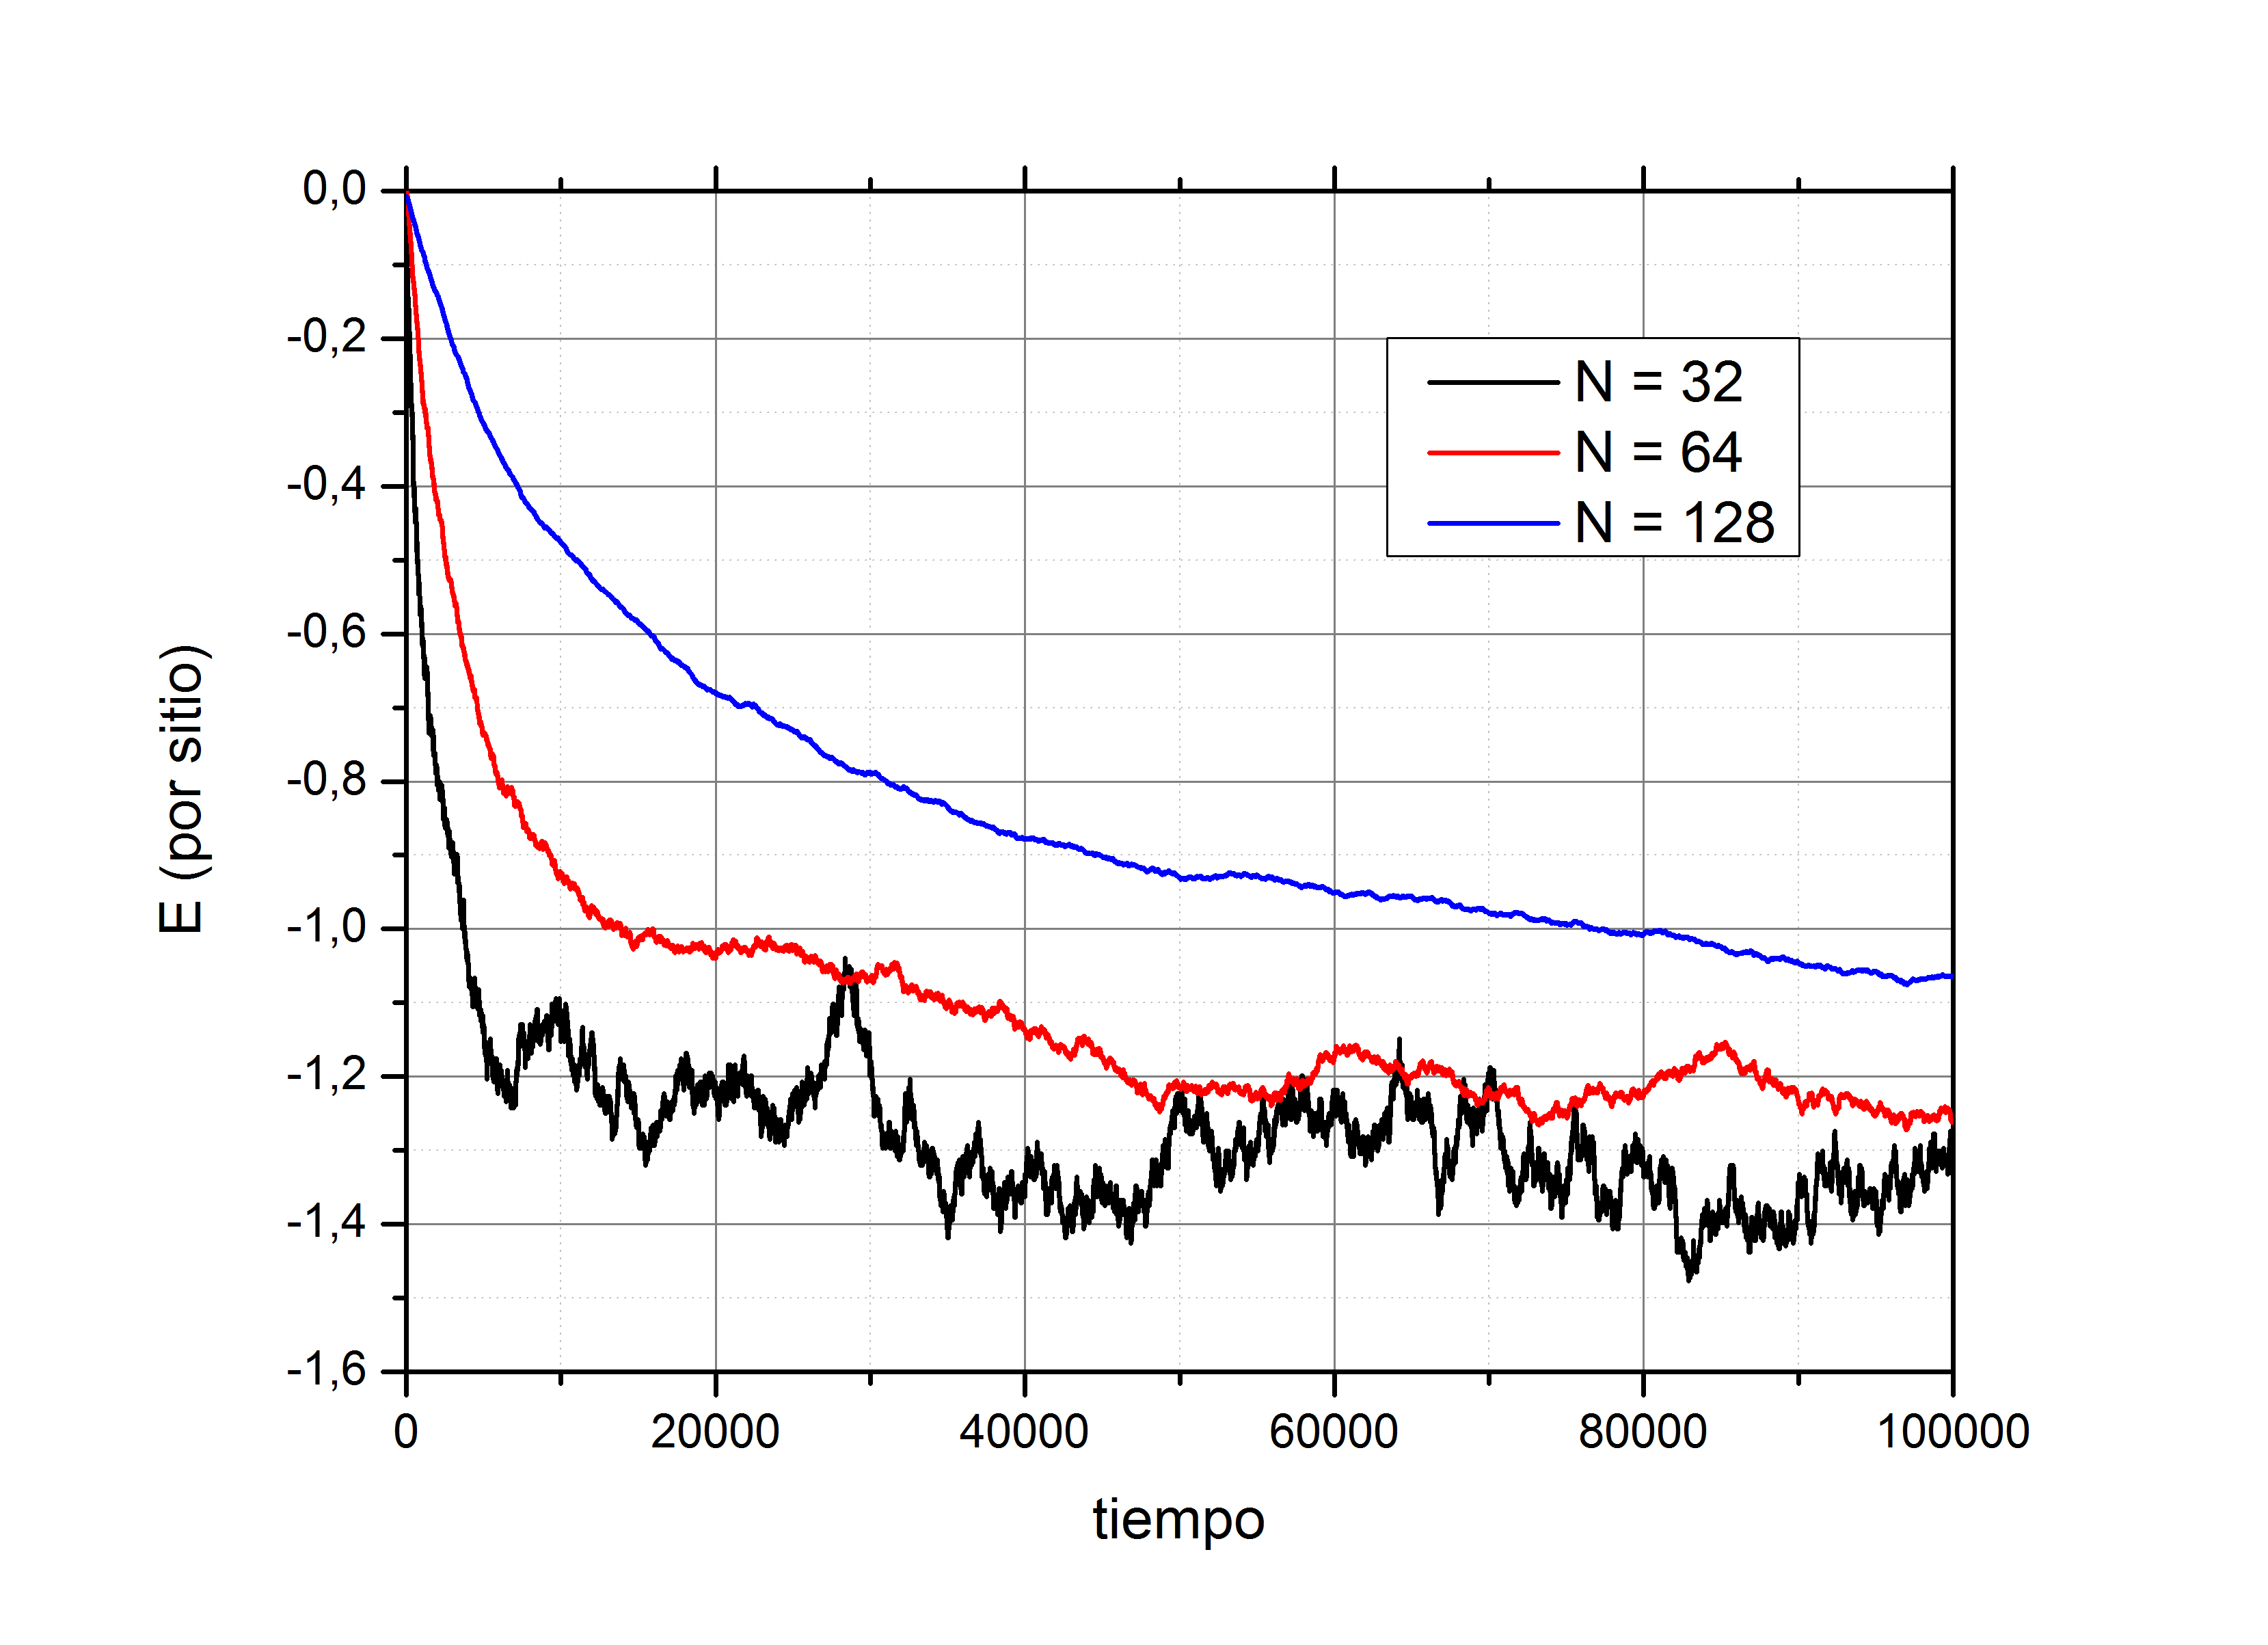 0,0
-0,2
-0,4
-0,6
-0,8
-1,0
-1,2
-1,4
-1,6
E (por sitio)
N = 32
N = 64
N = 128
0 20000 40000 60000 80000 100000
tiempo